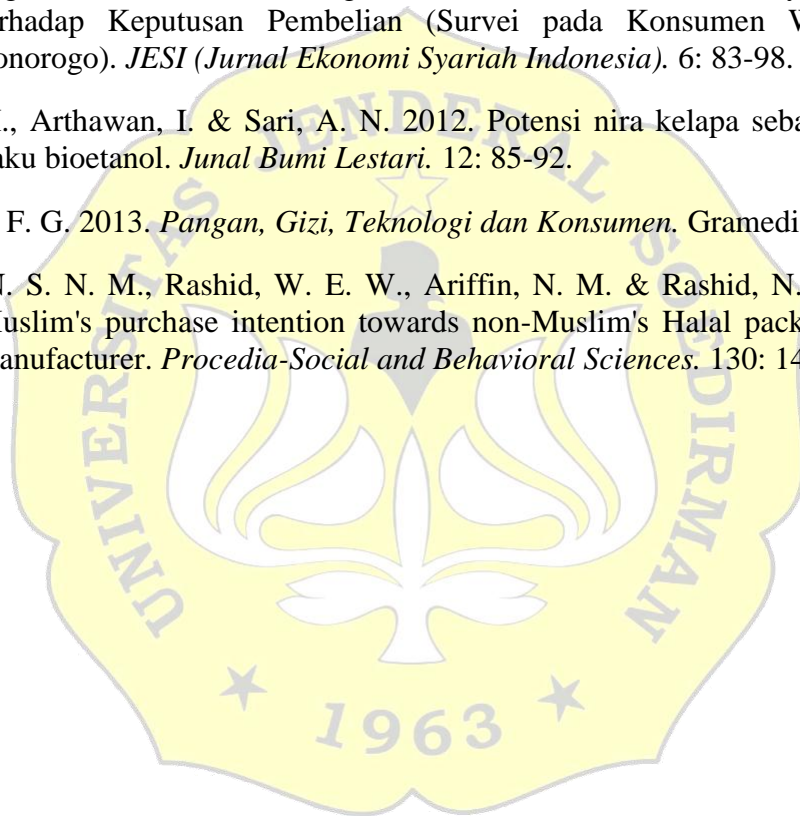 rhadap Keputusan Pembelian (Survei pada Konsumen W
onorogo). JESI (Jurnal Ekonomi Syariah Indonesia). 6: 83-98.
., Arthawan, I. & Sari, A. N. 2012. Potensi nira kelapa seba
aku bioetanol. Junal Bumi Lestari. 12: 85-92.
F. G. 2013. Pangan, Gizi, Teknologi dan Konsumen. Gramedi
N. S. N. M., Rashid, W. E. W., Ariffin, N. M. & Rashid, N.
Muslim's purchase intention towards non-Muslim's Halal pack
anufacturer. Procedia-Social and Behavioral Sciences. 130: 14
UNIVERSITAS JENDERAL SOEDIRMAN
1963